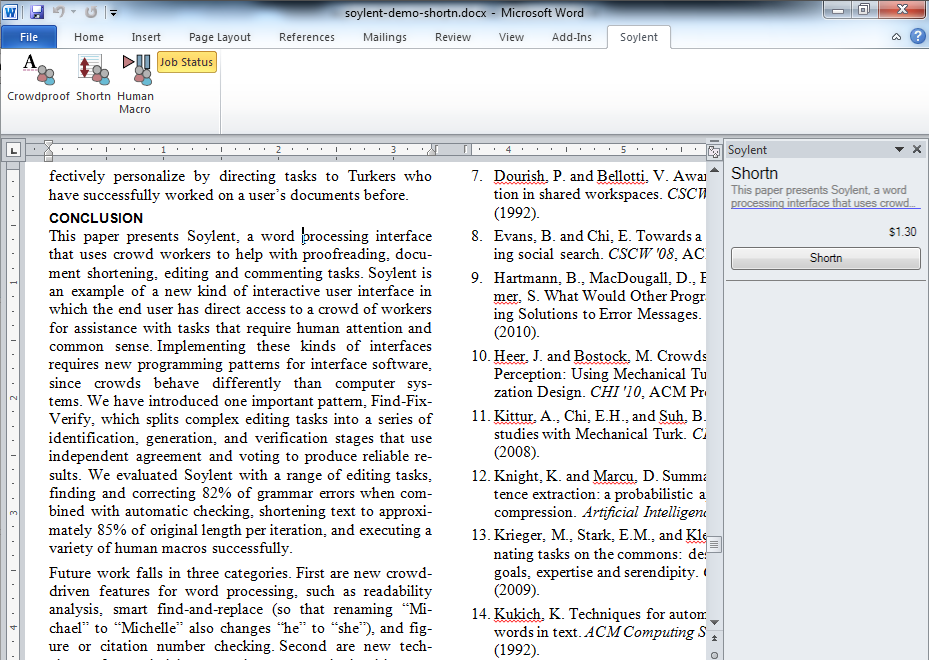 soylent-demo-shortn.docx - Microsoft Word
File Home Insert Page Layout References Mailings Review View Add-Ins Soylent
Crowdproof Shortn Human Macro Job Status
L
1 2 3 4 5
fectively personalize by directing tasks to Turkers who
have successfully worked on a user's documents before.
CONCLUSION
This paper presents Soylent, a word processing interface
that uses crowd workers to help with proofreading, docu-
ment shortening, editing and commenting tasks. Soylent is
an example of a new kind of interactive user interface in
which the end user has direct access to a crowd of workers
for assistance with tasks that require human attention and
common sense. Implementing these kinds of interfaces
requires new programming patterns for interface software,
since crowds behave differently than computer sys-
tems. We have introduced one important pattern, Find-Fix-
Verify, which splits complex editing tasks into a series of
identification, generation, and verification stages that use
independent agreement and voting to produce reliable re-
sults. We evaluated Soylent with a range of editing tasks,
finding and correcting 82% of grammar errors when com-
bined with automatic checking, shortening text to approxi-
mately 85% of original length per iteration, and executing a
variety of human macros successfully.
Future work falls in three categories. First are new crowd-
driven features for word processing, such as readability
analysis, smart find-and-replace (so that renaming “Mi-
chael” to “Michelle” also changes “he” to “she”), and fig-
ure or citation number checking. Second are new tech-
7. Dourish, P. and Bellotti, V.
tion in shared workspaces. CSCW
(1992).
8. Evans, B. and Chi, E. Towards a
ing social search. CSCW '08, AC
9. Hartmann, B., MacDougall, D.,
mer, S. What Would Other Progr
ing Solutions to Error Messages.
(2010).
10. Heer, J. and Bostock, M. Crowds
Perception: Using Mechanical Tu
zation Design. CHI '10, ACM Pr
11. Kittur, A., Chi, E.H., and Suh, B.
studies with Mechanical Turk.
(2008).
12. Knight, K. and Marcu, D. Summa
tence extraction: a probabilistic a
compression. Artificial Intelligen
13. Krieger, M., Stark, E.M., and Kle
nating tasks on the commons: de
goals, expertise and serendipity.
(2009).
14. Kukich, K. Techniques for autom
words in text. ACM Computing S
(1992).
Soylent
Shortn
This paper presents Soylent, a word
processing interface that uses crowd...
$1.30
Shortn